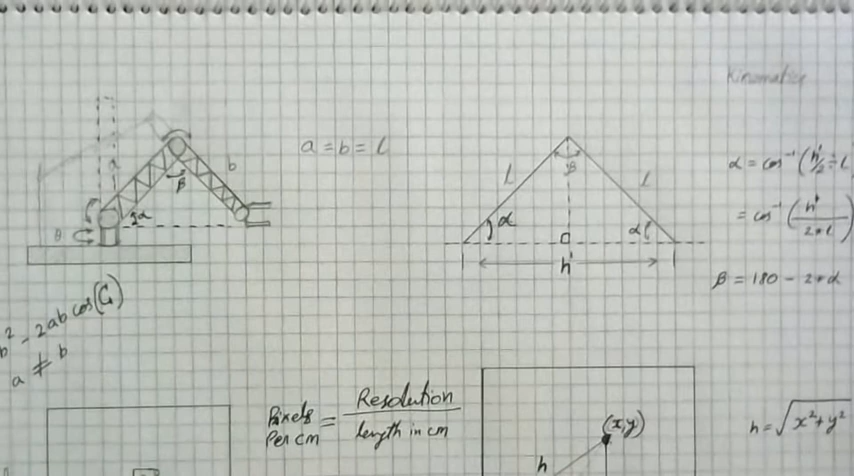 Kinematics
a = b = l
a
b
β
α
θ
l
l
β
α
α
h'
α = cos⁻¹(h'/2 ÷ l
= cos⁻¹(h'/2*l)
β = 180 - 2*α
b² - 2ab cos(C)
a ≠ b
Pixels Per cm = Resolution / length in cm
(x,y)
h
h = √x²+y²